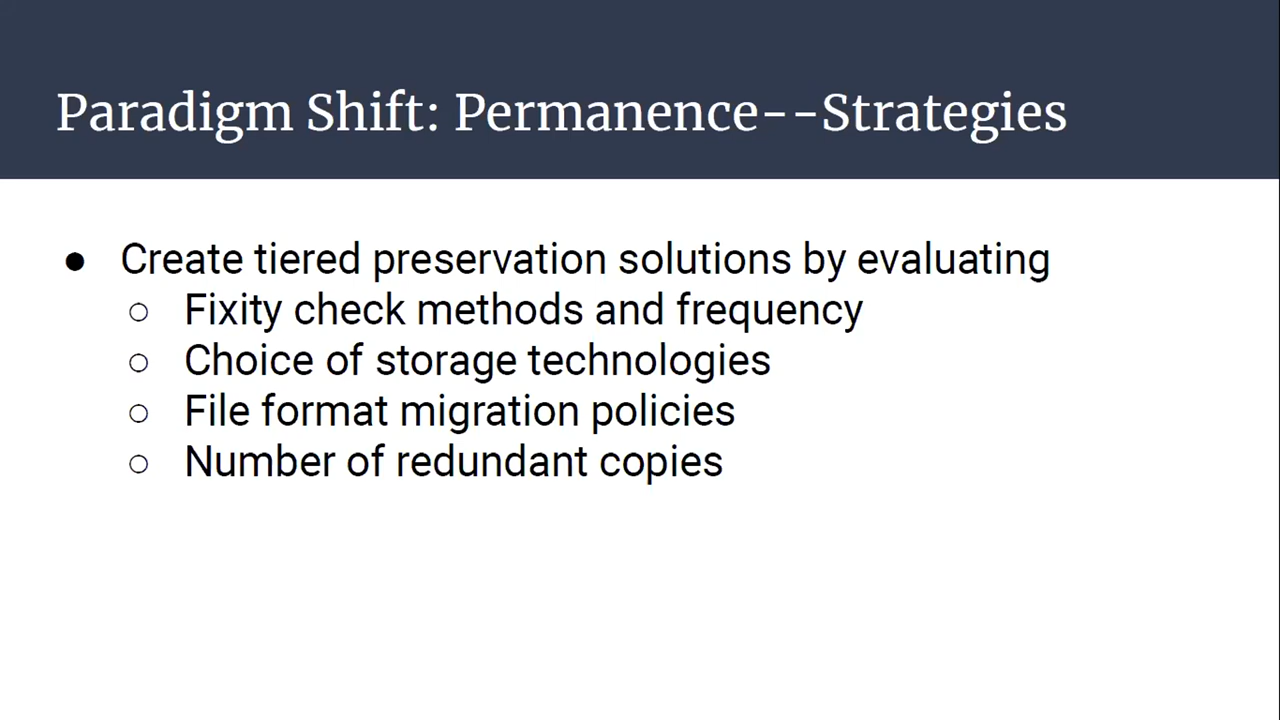 Paradigm Shift: Permanence--Strategies
● Create tiered preservation solutions by evaluating
○ Fixity check methods and frequency
○ Choice of storage technologies
○ File format migration policies
○ Number of redundant copies